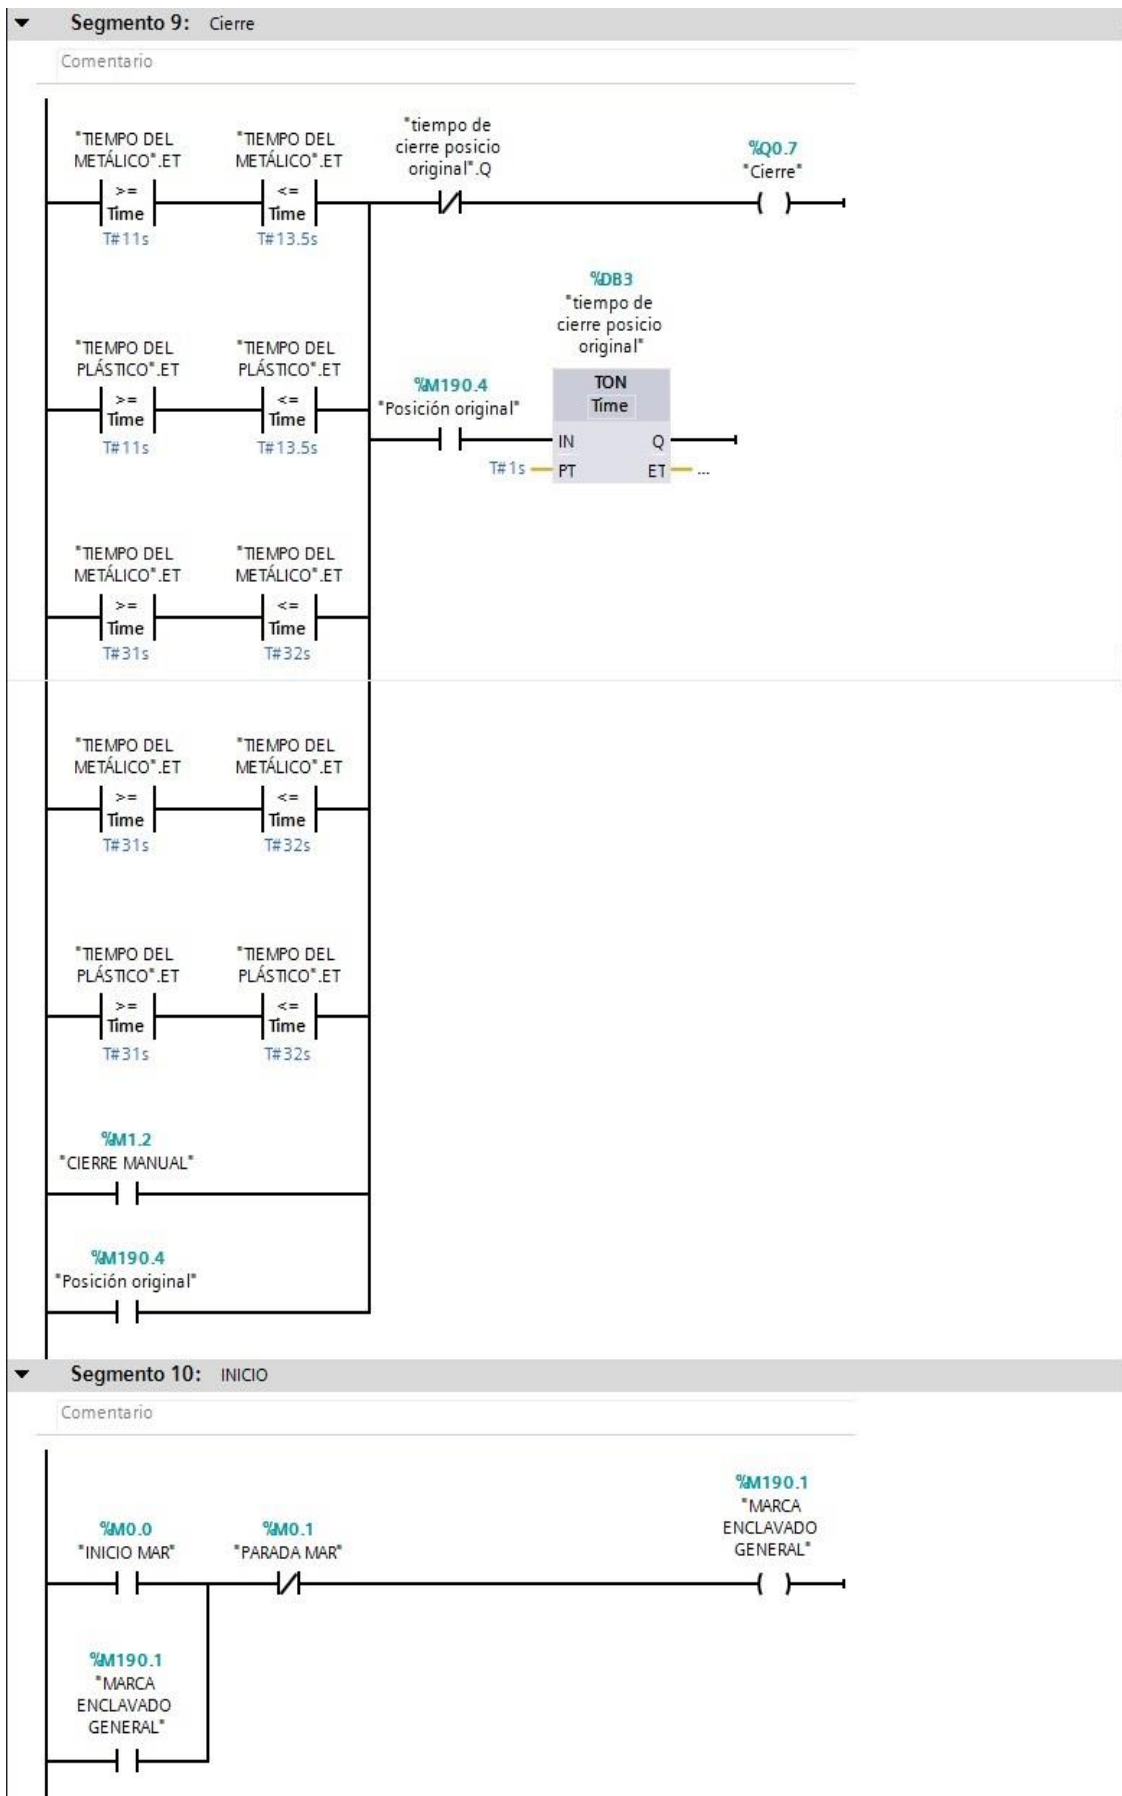 Segmento 9: Cierre
Comentario
"TIEMPO DEL
METÁLICO".ET
>=
Time
T#11s
"TIEMPO DEL
METÁLICO".ET
<=
Time
T#13.5s
"tiempo de
cierre posicio
original".Q
%Q0.7
"Cierre"
"TIEMPO DEL
PLÁSTICO".ET
>=
Time
T#11s
"TIEMPO DEL
PLÁSTICO".ET
<=
Time
T#13.5s
%M190.4
"Posición original"
%DB3
"tiempo de
cierre posicio
original"
TON
Time
IN Q
T#1s PT ET ...
"TIEMPO DEL
METÁLICO".ET
>=
Time
T#31s
"TIEMPO DEL
METÁLICO".ET
<=
Time
T#32s
"TIEMPO DEL
METÁLICO".ET
>=
Time
T#31s
"TIEMPO DEL
METÁLICO".ET
<=
Time
T#32s
"TIEMPO DEL
PLÁSTICO".ET
>=
Time
T#31s
"TIEMPO DEL
PLÁSTICO".ET
<=
Time
T#32s
%M1.2
"CIERRE MANUAL"
%M190.4
"Posición original"
Segmento 10: INICIO
Comentario
%M0.0
"INICIO MAR"
%M0.1
"PARADA MAR"
%M190.1
"MARCA
ENCLAVADO
GENERAL"
%M190.1
"MARCA
ENCLAVADO
GENERAL"